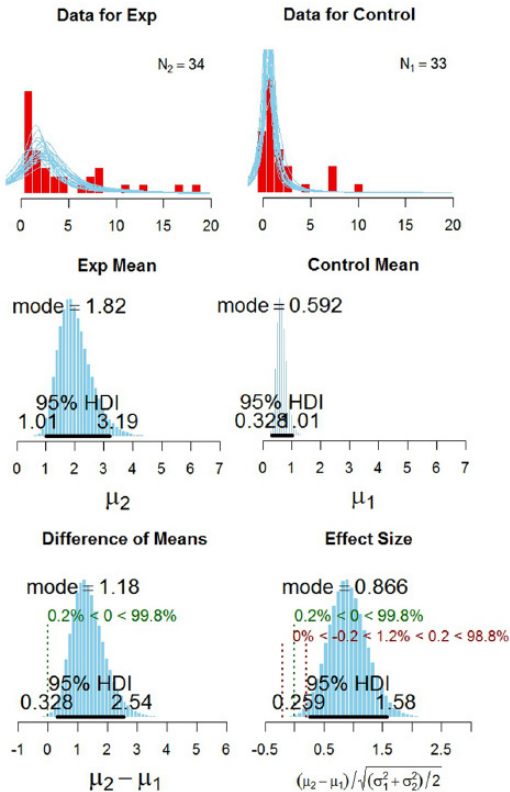 Data for Exp
Data for Control
N₂ = 34
N₁ = 33
0 5 10 15 20
0 5 10 15 20
Exp Mean
Control Mean
mode = 1.82
mode = 0.592
95% HDI
95% HDI
1.01 3.19
0.328 1.01
0 1 2 3 4 5 6 7
0 1 2 3 4 5 6 7
μ₂
μ₁
Difference of Means
Effect Size
mode = 1.18
mode = 0.866
0.2% < 0 < 99.8%
0.2% < 0 < 99.8%
0% < -0.2 < 1.2% < 0.2 < 98.8%
95% HDI
95% HDI
0.328 2.54
0.259 1.58
-1 0 1 2 3 4 5 6
-0.5 0.5 1.5 2.5
μ₂ − μ₁
(μ₂ − μ₁)/√(σ₁² + σ₂²)/2